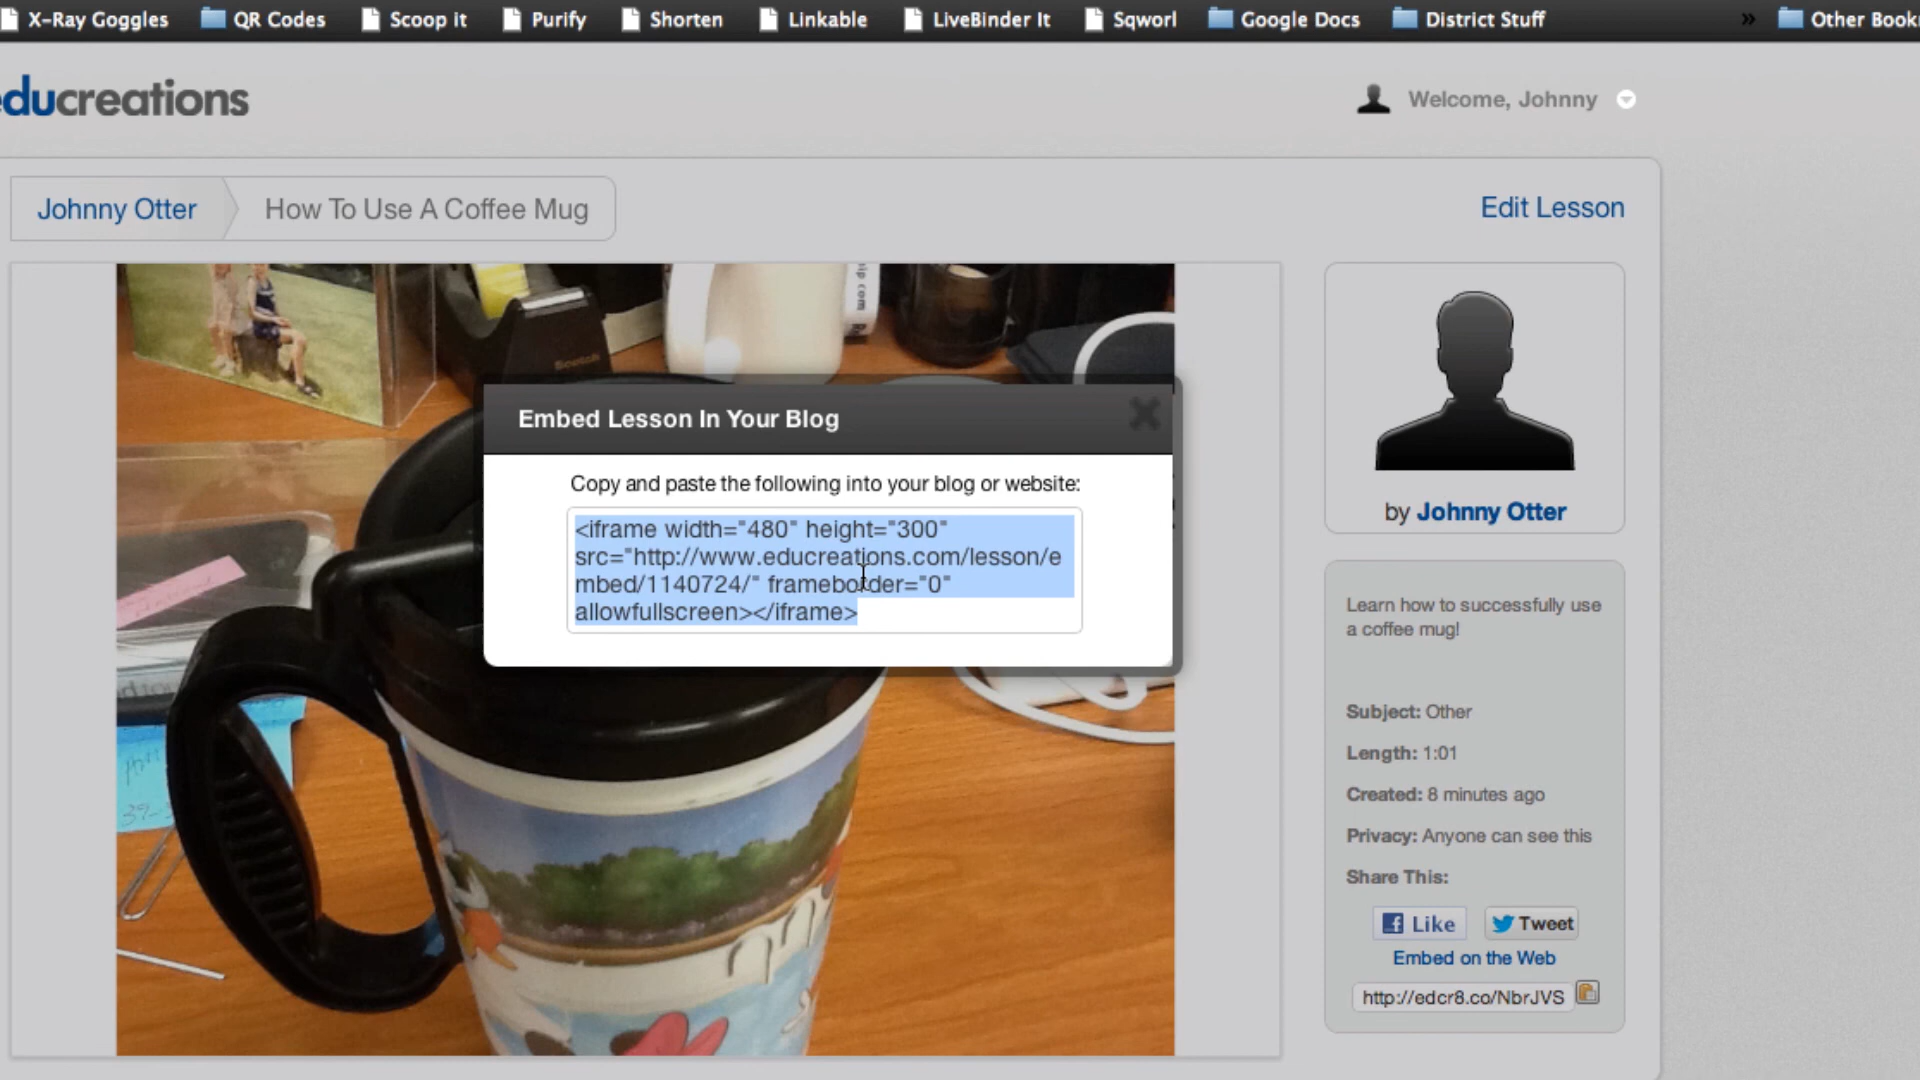 X-Ray Goggles QR Codes Scoop it Purify Shorten Linkable LiveBinder It Sqworl Google Docs District Stuff » Other Book
educreations
Welcome, Johnny
Johnny Otter How To Use A Coffee Mug
Edit Lesson
Scotch
Embed Lesson In Your Blog
Copy and paste the following into your blog or website:
<iframe width="480" height="300"
src="http://www.educreations.com/lesson/e
mbed/1140724/" frameborder="0"
allowfullscreen></iframe>
by Johnny Otter
Learn how to successfully use
a coffee mug!
Subject: Other
Length: 1:01
Created: 8 minutes ago
Privacy: Anyone can see this
Share This:
Like Tweet
Embed on the Web
http://edcr8.co/NbrJVS